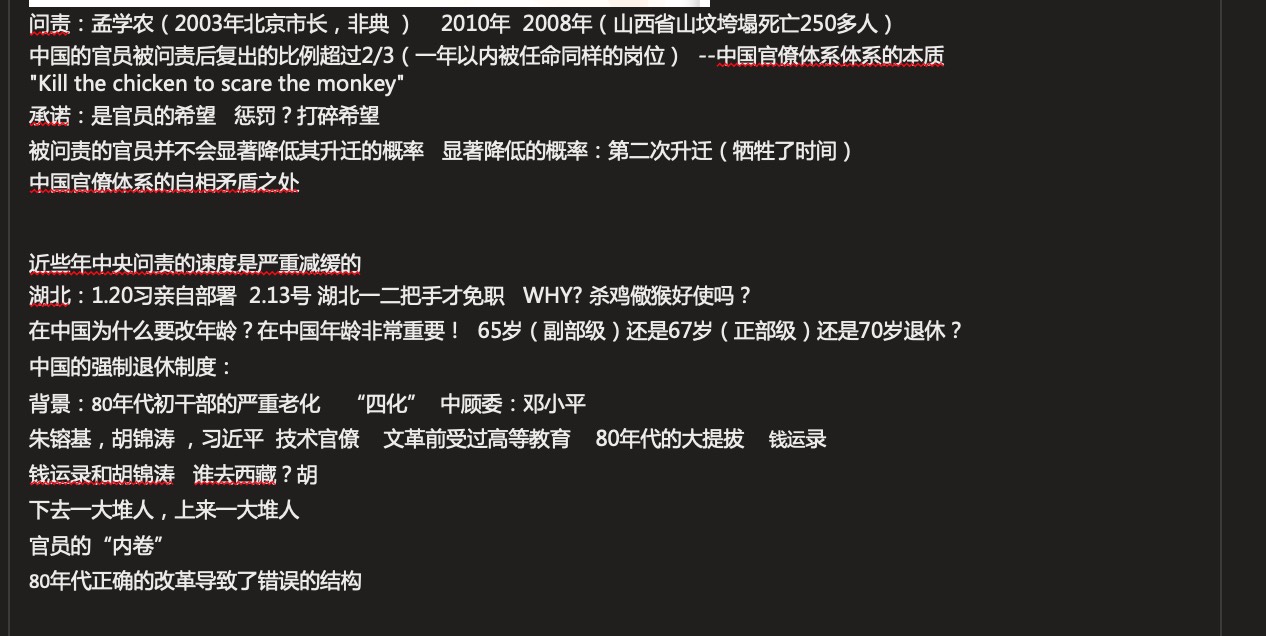 问责：孟学农（2003年北京市长，非典 ） 2010年 2008年（山西省山坟垮塌死亡250多人）
中国的官员被问责后复出的比例超过2/3（一年以内被任命同样的岗位） --中国官僚体系体系的本质
"Kill the chicken to scare the monkey"
承诺：是官员的希望 惩罚？打碎希望
被问责的官员并不会显著降低其升迁的概率 显著降低的概率：第二次升迁（牺牲了时间）
中国官僚体系的自相矛盾之处
近些年中央问责的速度是严重减缓的
湖北：1.20习亲自部署 2.13号 湖北一二把手才免职 WHY? 杀鸡儆猴好使吗？
在中国为什么要改年龄？在中国年龄非常重要！ 65岁（副部级）还是67岁（正部级）还是70岁退休？
中国的强制退休制度：
背景：80年代初干部的严重老化 “四化” 中顾委：邓小平
朱镕基，胡锦涛 ，习近平 技术官僚 文革前受过高等教育 80年代的大提拔 钱运录
钱运录和胡锦涛 谁去西藏？胡
下去一大堆人，上来一大堆人
官员的“内卷”
80年代正确的改革导致了错误的结构